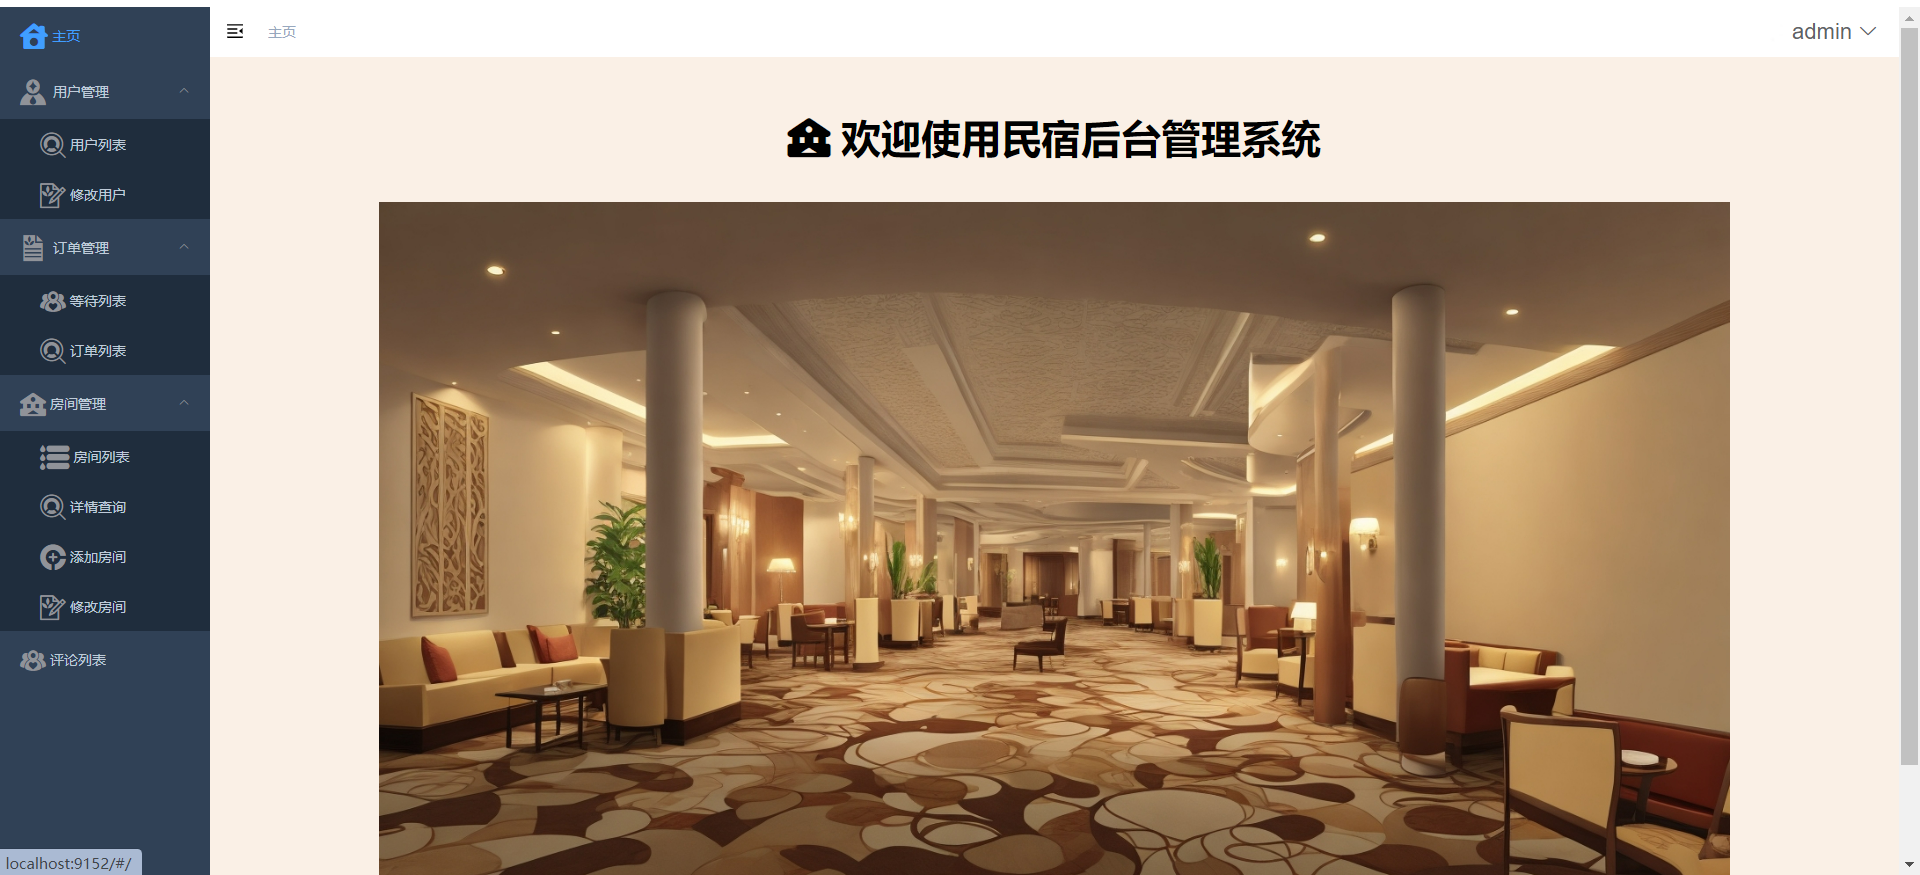 主页
用户管理
用户列表
修改用户
订单管理
等待列表
订单列表
房间管理
房间列表
详情查询
添加房间
修改房间
评论列表
localhost:9152/#/
主页
admin
欢迎使用民宿后台管理系统